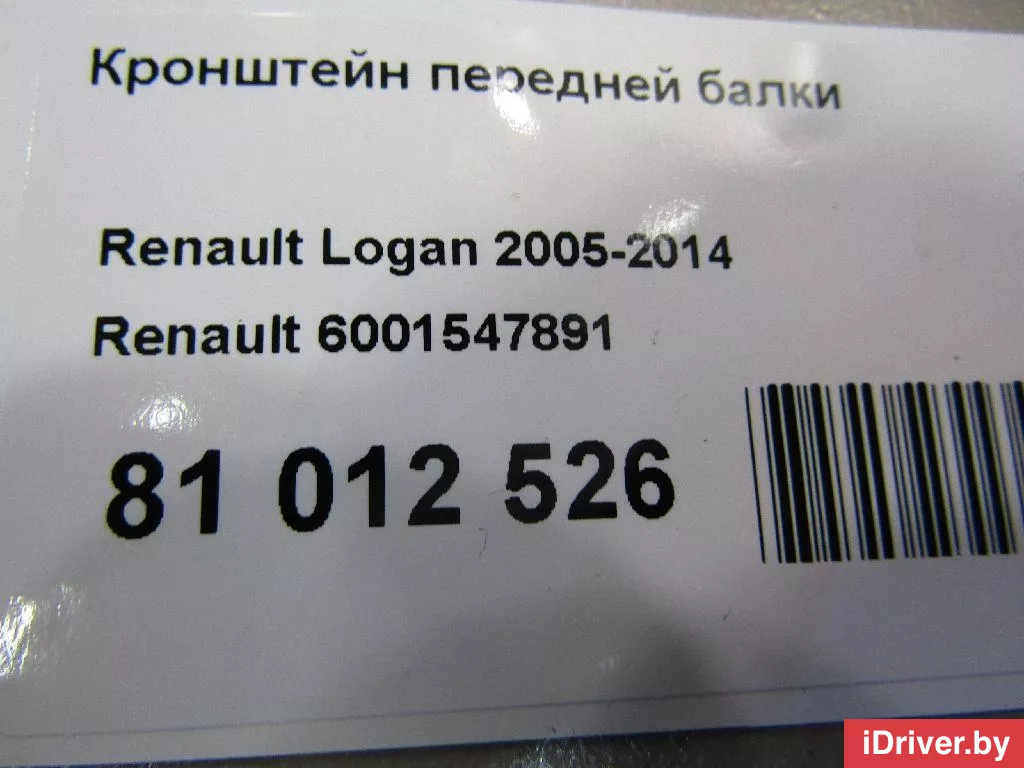 Кронштейн передней балки
Renault Logan 2005-2014
Renault 6001547891
81 012 526
iDriver.by